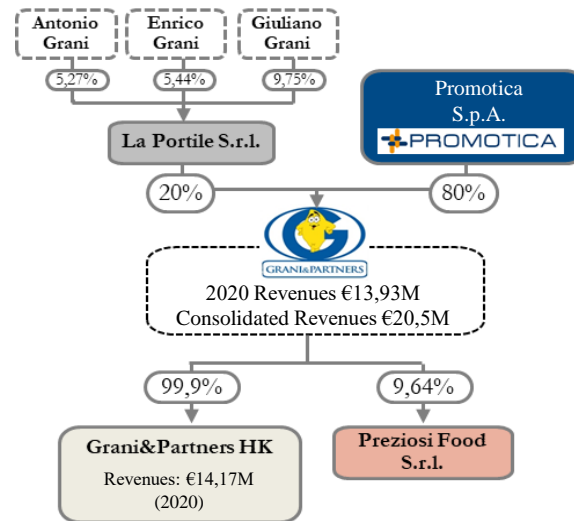 Antonio
Grani
Enrico
Grani
Giuliano
Grani
5,27%
5,44%
9,75%
La Portile S.r.l.
Promotica
S.p.A.
PROMOTICA
20%
80%
G
GRANI&PARTNERS
2020 Revenues €13,93M
Consolidated Revenues €20,5M
99,9%
9,64%
Grani&Partners HK
Revenues: €14,17M
(2020)
Preziosi Food
S.r.l.